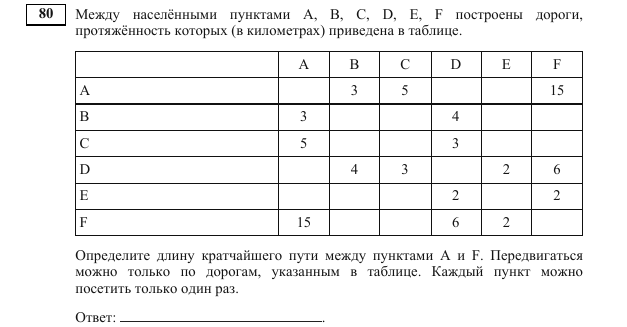 80 Между населёнными пунктами A, B, C, D, E, F построены дороги,
протяжённость которых (в километрах) приведена в таблице.
A B C D E F
A 3 5 15
B 3 4
C 5 3
D 4 3 2 6
E 2 2
F 15 6 2
Определите длину кратчайшего пути между пунктами A и F. Передвигаться
можно только по дорогам, указанным в таблице. Каждый пункт можно
посетить только один раз.
Ответ: .